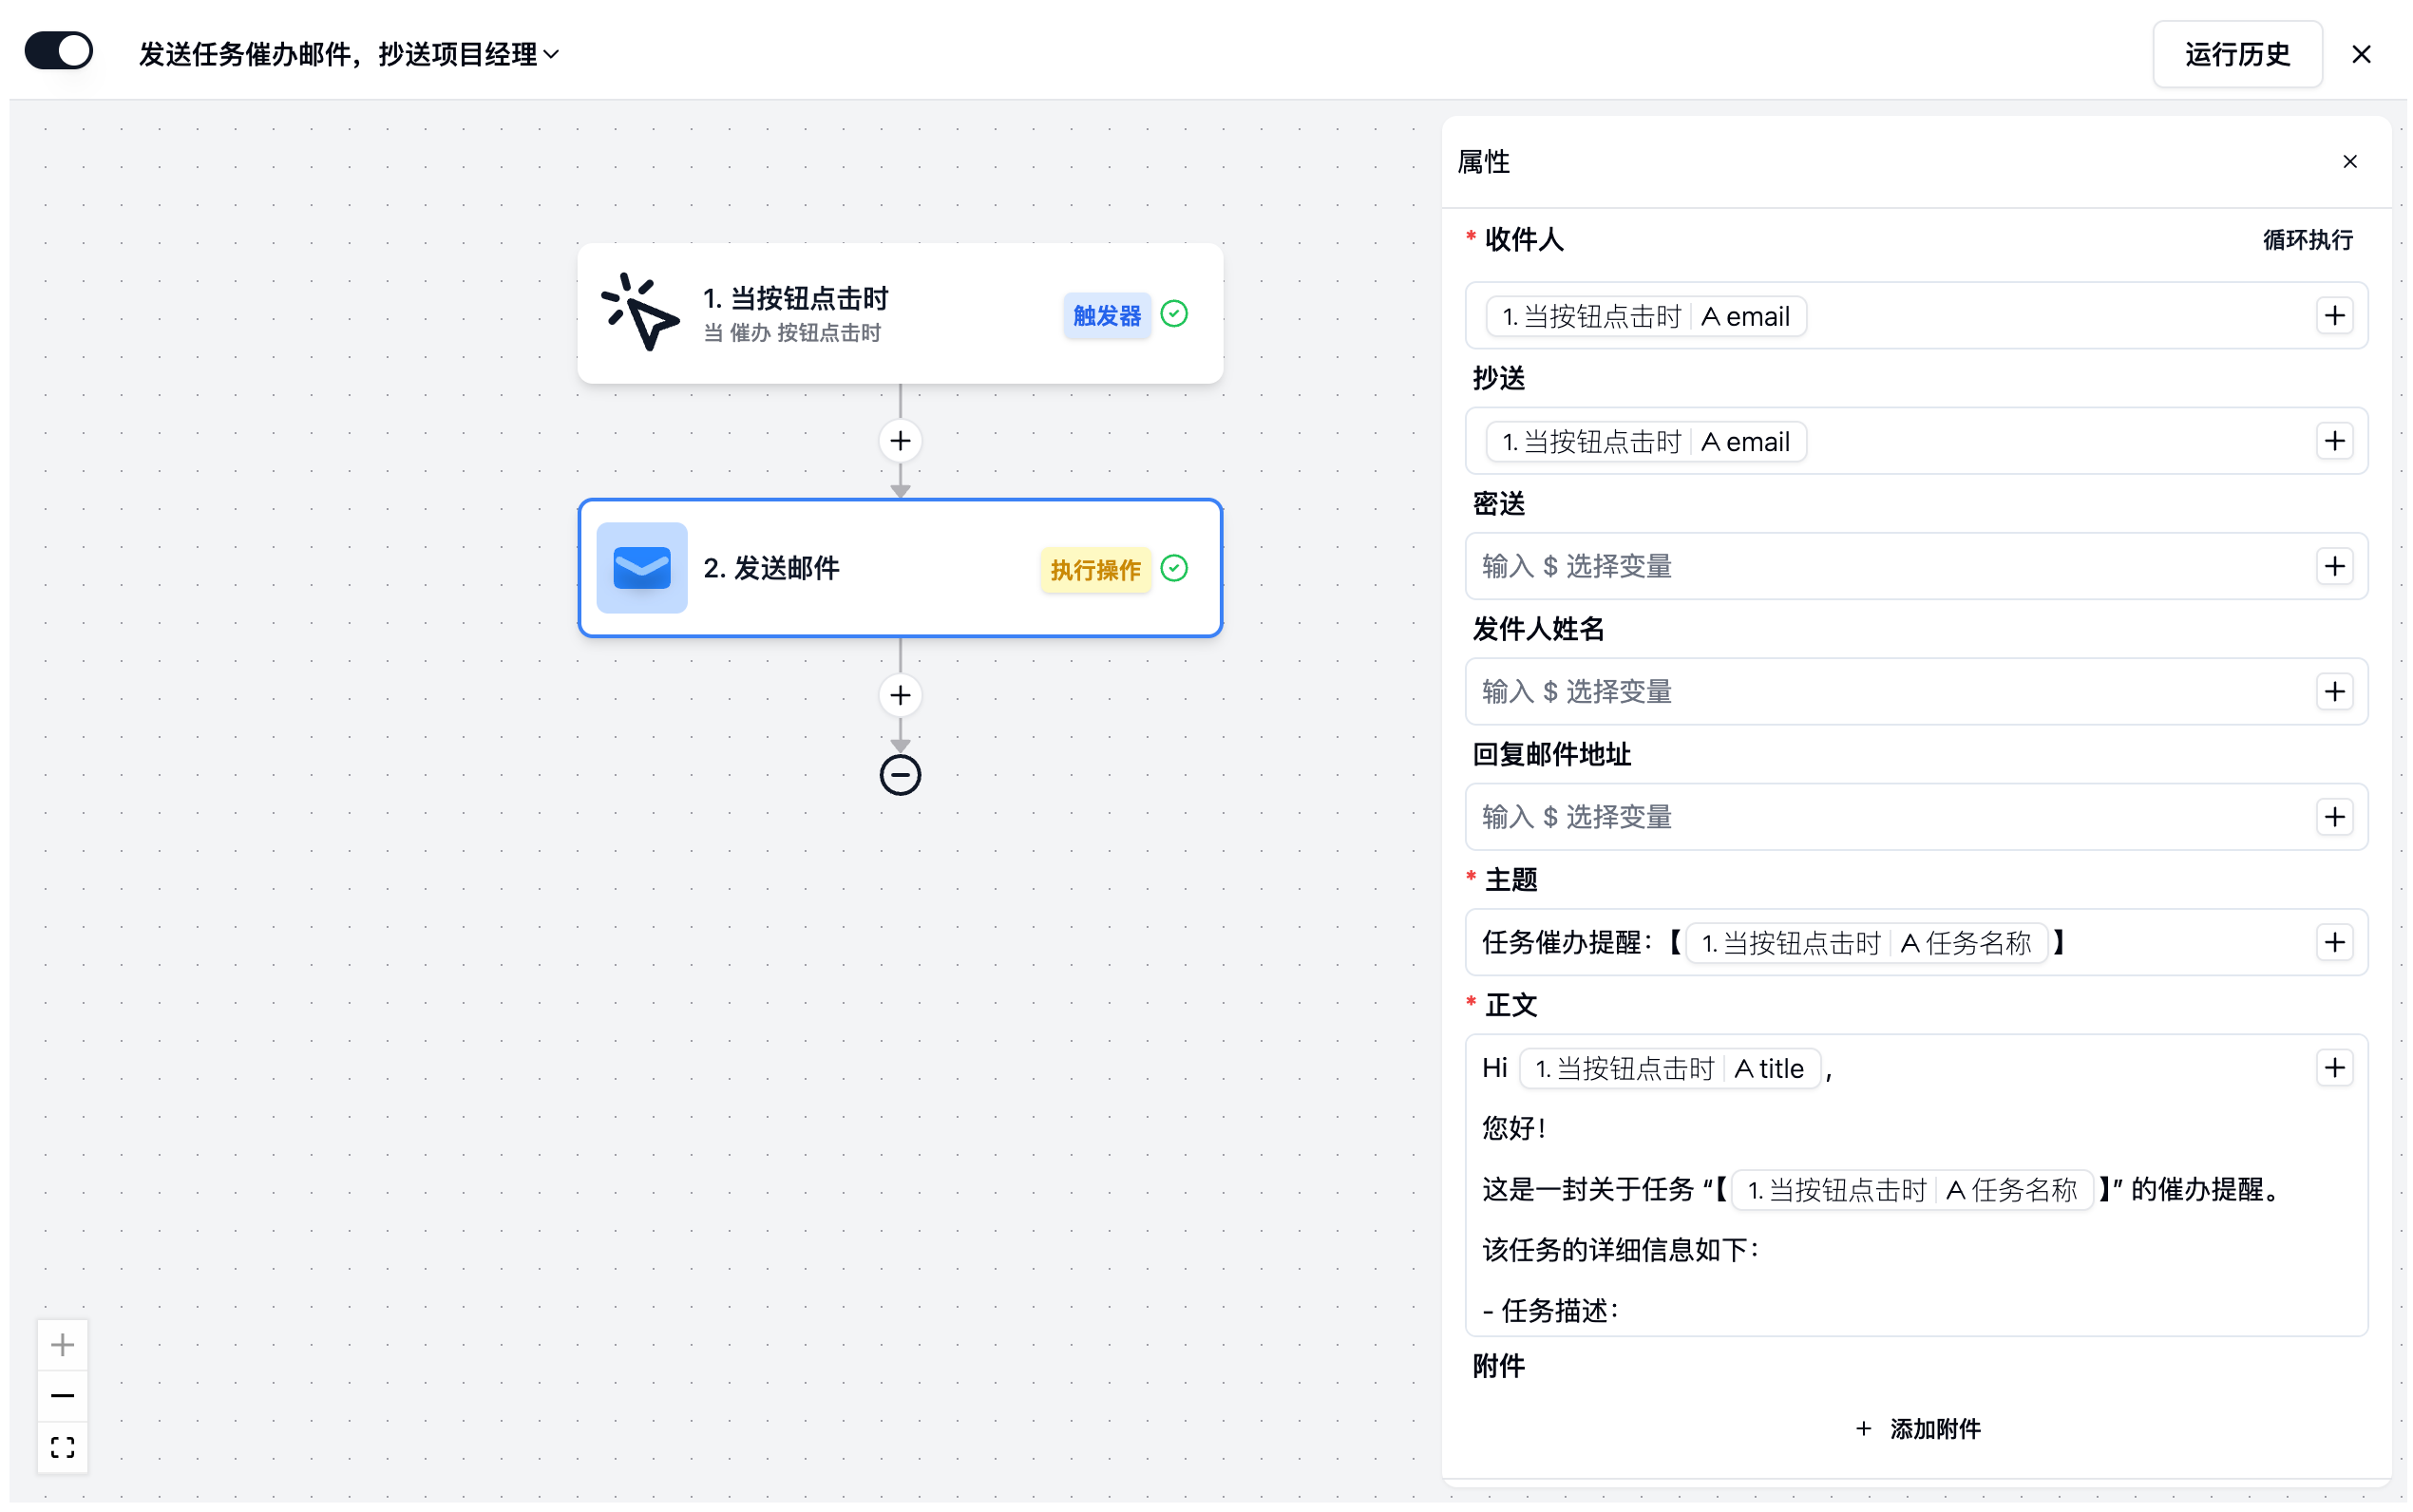 发送任务催办邮件，抄送项目经理
运行历史
1. 当按钮点击时
当 催办 按钮点击时
触发器
2. 发送邮件
执行操作
属性
* 收件人
循环执行
1. 当按钮点击时 A email
抄送
1. 当按钮点击时 A email
密送
输入 $ 选择变量
发件人姓名
输入 $ 选择变量
回复邮件地址
输入 $ 选择变量
* 主题
任务催办提醒：【 1. 当按钮点击时 A 任务名称 】
* 正文
Hi 1. 当按钮点击时 A title ,
您好！
这是一封关于任务 “【 1. 当按钮点击时 A 任务名称 】” 的催办提醒。
该任务的详细信息如下：
- 任务描述：
附件
+ 添加附件